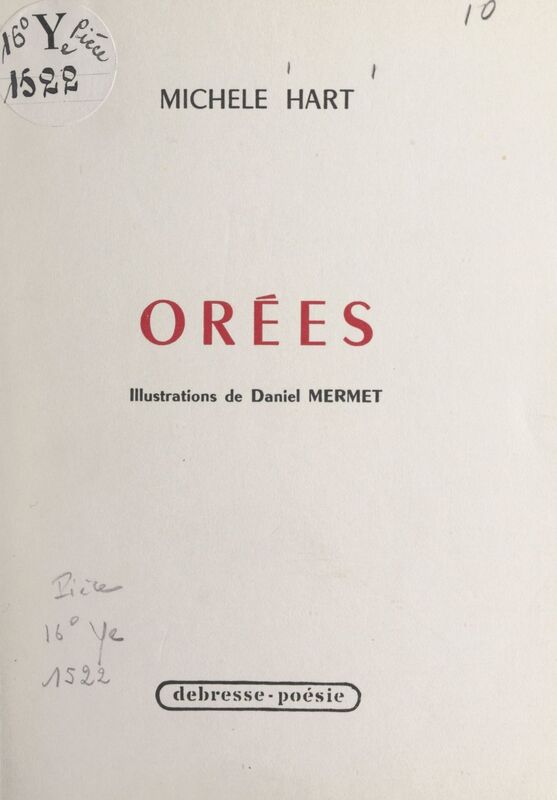 10
16° Ye Pièce
1522
MICHELE HART
ORÉES
Illustrations de Daniel MERMET
Pièce
16° Ye
1522
debresse-poésie